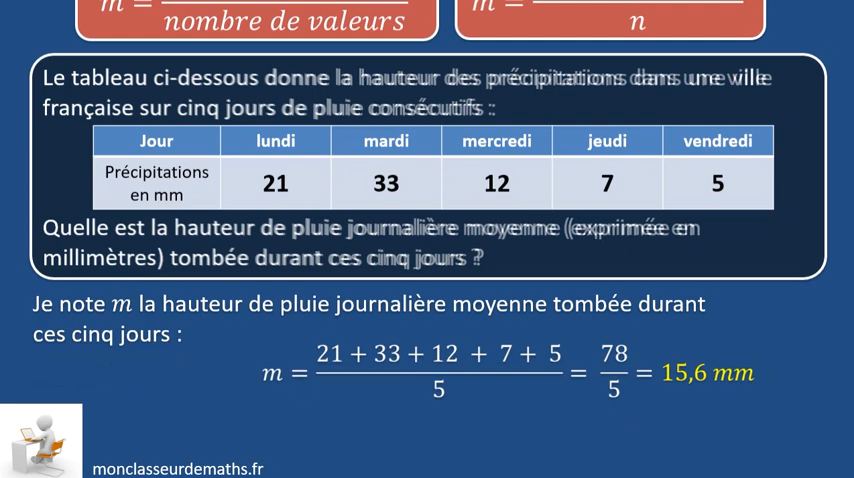 m =
nombre de valeurs
m =
n
Le tableau ci-dessous donne la hauteur des précipitations dans une ville
française sur cinq jours de pluie consécutifs :
Jour lundi mardi mercredi jeudi vendredi
Précipitations
en mm
21 33 12 7 5
Quelle est la hauteur de pluie journalière moyenne (exprimée en
millimètres) tombée durant ces cinq jours ?
Je note m la hauteur de pluie journalière moyenne tombée durant
ces cinq jours :
21 + 33 + 12 + 7 + 5 78
m = = = 15,6 mm
5 5
monclasseurdemaths.fr